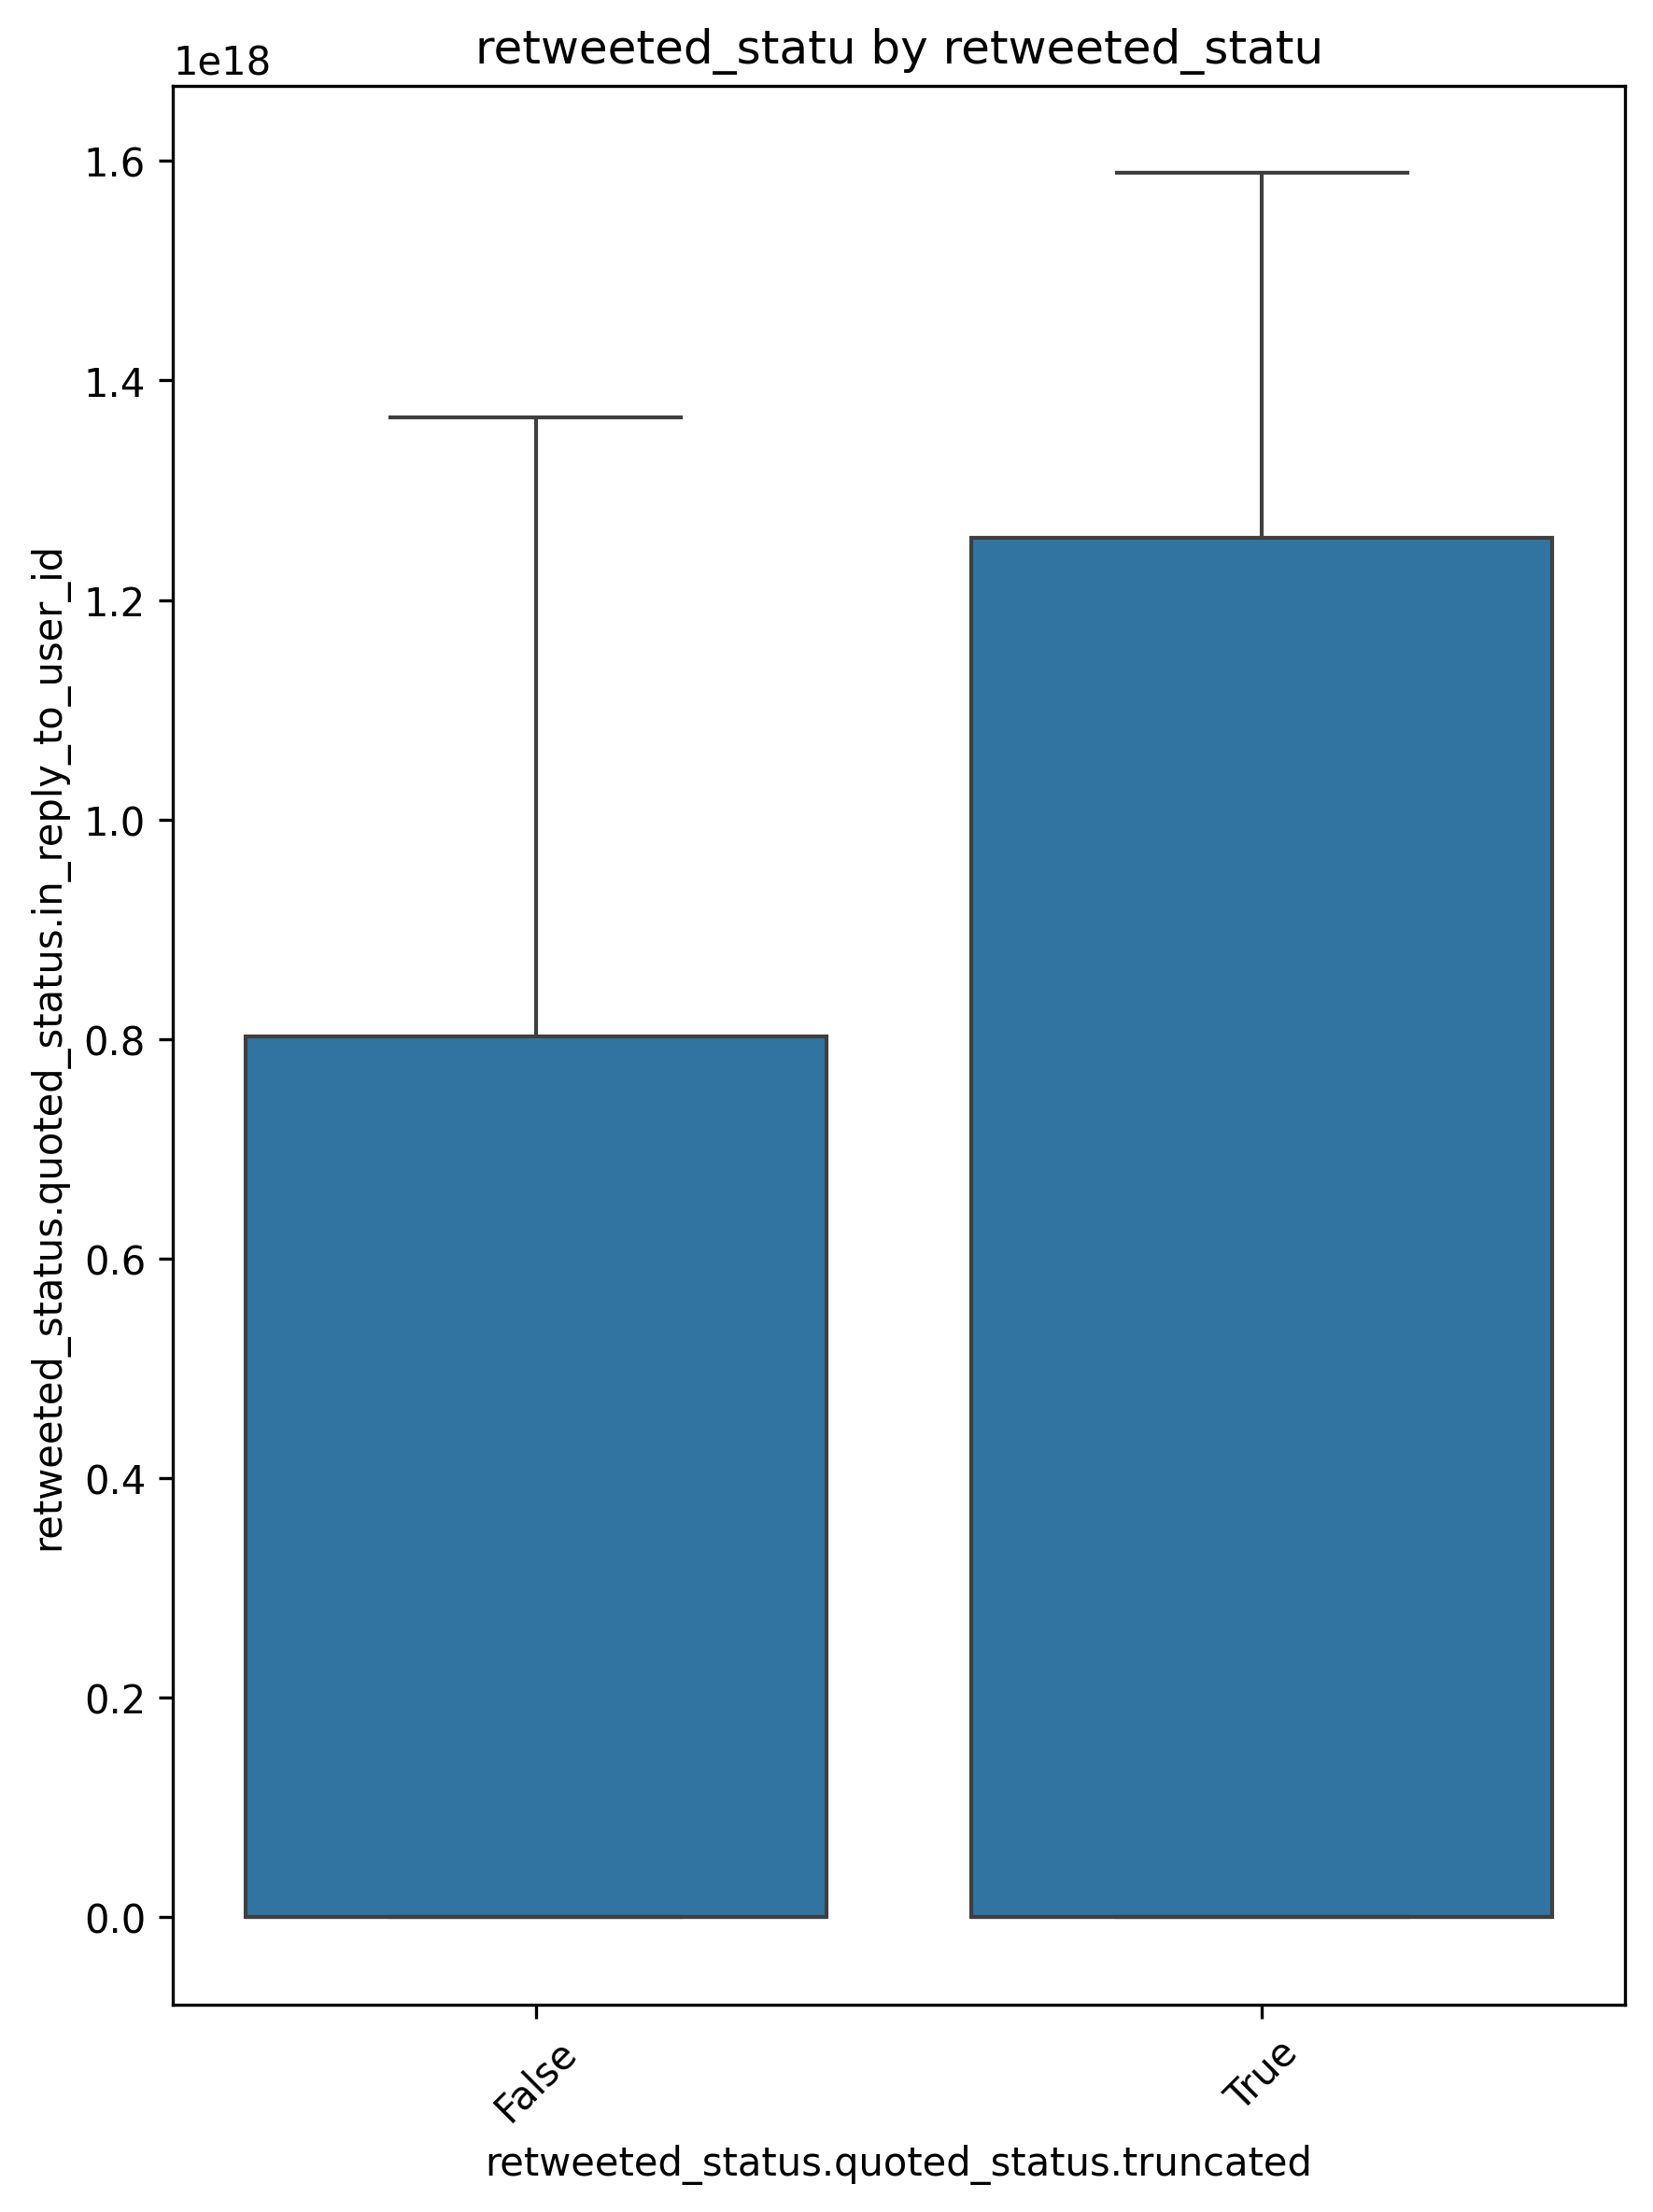 retweeted_statu by retweeted_statu
1e18
1.6
1.4
1.2
1.0
0.8
0.6
0.4
0.2
0.0
retweeted_status.quoted_status.in_reply_to_user_id
False
True
retweeted_status.quoted_status.truncated